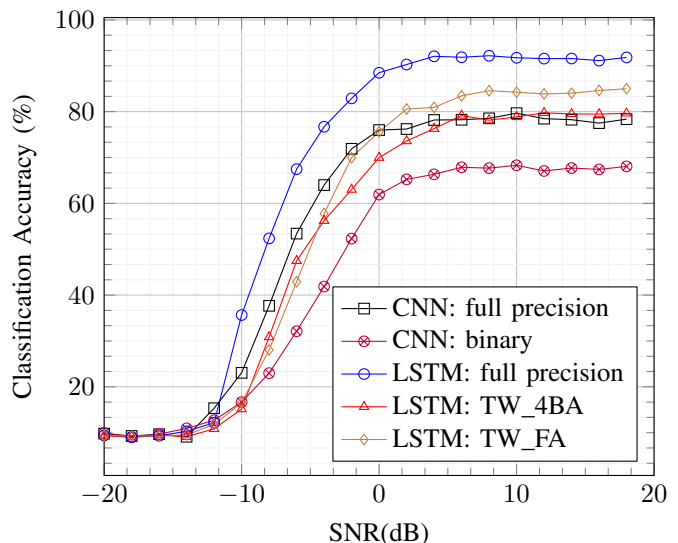 100
80
60
40
20
Classification Accuracy (%)
CNN: full precision
CNN: binary
LSTM: full precision
LSTM: TW_4BA
LSTM: TW_FA
−20
−10
0
10
20
SNR(dB)